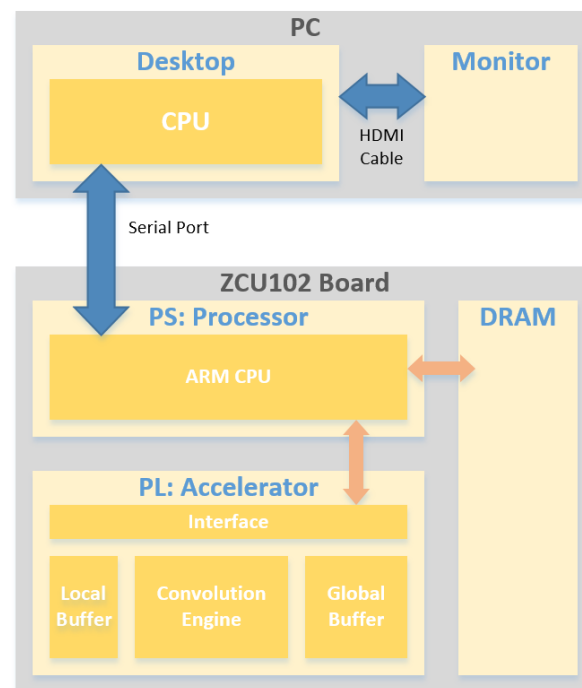 PC
Desktop
Monitor
CPU
HDMI
Cable
Serial Port
ZCU102 Board
PS: Processor
DRAM
ARM CPU
PL: Accelerator
Interface
Local
Buffer
Convolution
Engine
Global
Buffer